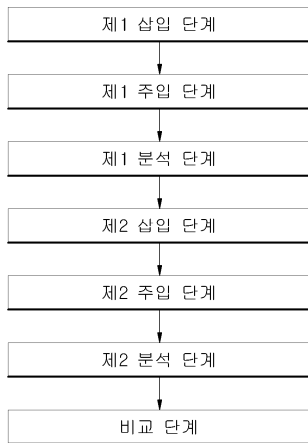 제1 삽입 단계
제1 주입 단계
제1 분석 단계
제2 삽입 단계
제2 주입 단계
제2 분석 단계
비교 단계